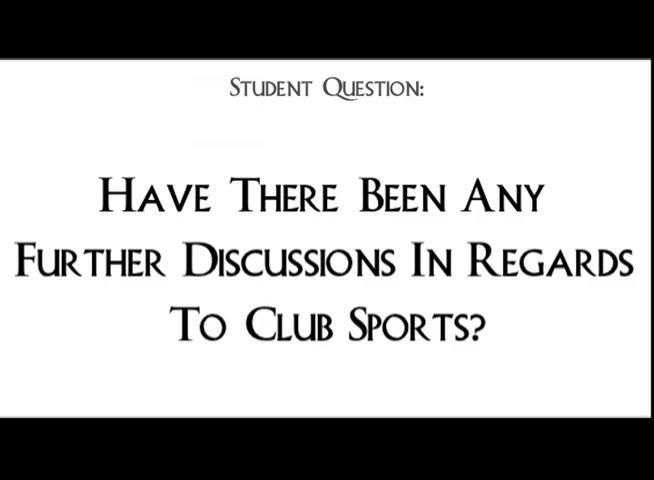 Student Question:
Have There Been Any
Further Discussions In Regards
To Club Sports?